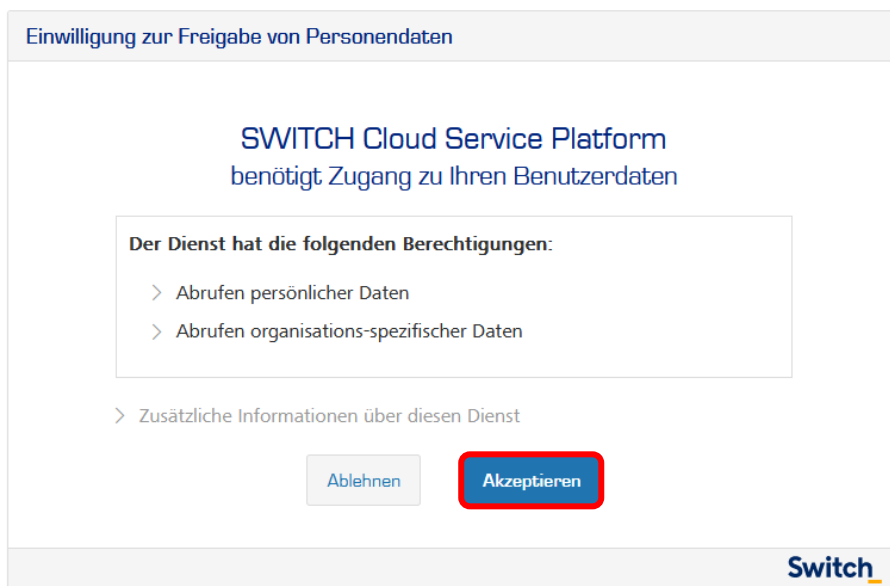 Einwilligung zur Freigabe von Personendaten
SWITCH Cloud Service Platform
benötigt Zugang zu Ihren Benutzerdaten
Der Dienst hat die folgenden Berechtigungen:
Abrufen persönlicher Daten
Abrufen organisations-spezifischer Daten
Zusätzliche Informationen über diesen Dienst
Ablehnen
Akzeptieren
Switch_